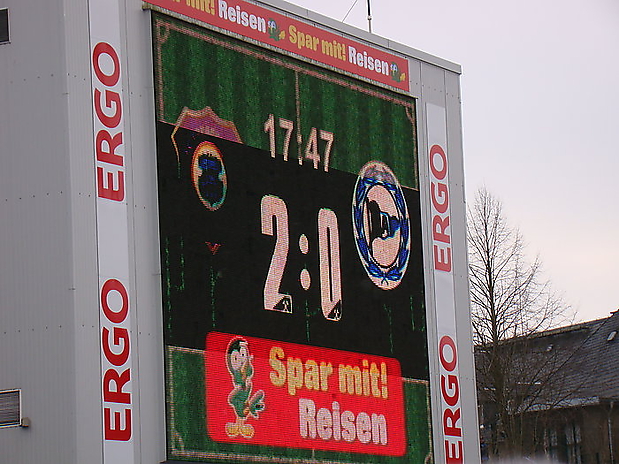 mit! Reisen Spar mit! Reisen
ERGO
ERGO
17:47
2:0
Spar mit!
Reisen
ERGO
ERGO